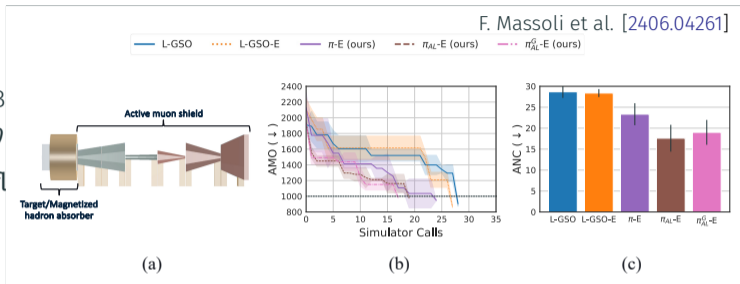 F. Massoli et al. [2406.04261]
L-GSO
L-GSO-E
π-E (ours)
π_AL-E (ours)
π^G_AL-E (ours)
Active muon shield
Target/Magnetized
hadron absorber
(a)
AMO (↓)
2400
2200
2000
1800
1600
1400
1200
1000
800
0 5 10 15 20 25 30 35
Simulator Calls
(b)
ANC (↓)
30
25
20
15
10
5
0
L-GSO L-GSO-E π-E π_AL-E π^G_AL-E
(c)